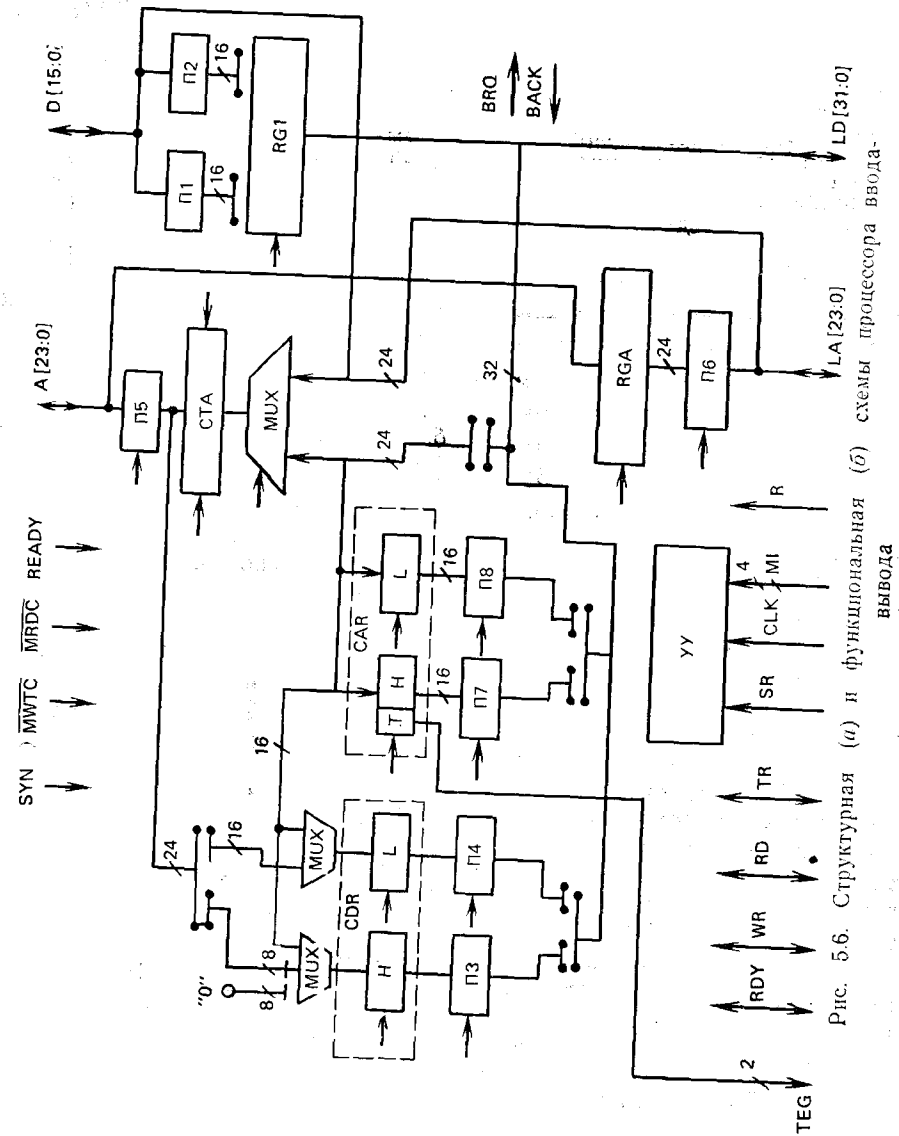 SYN
MWTC
MRDC
READY
A [23:0]
D [15:0]
П1
16
П2
16
RG1
BRQ
BACK
П5
CTA
MUX
24
24
32
RGA
24
П6
LA [23:0]
LD [31:0]
24
16
8
8
"0"
MUX
MUX
16
CDR
H
L
П3
П4
CAR
T
H
L
16
16
П7
П8
TEG
2
RDY
WR
RD
TR
УУ
SR
CLK
4
MI
R
Рис. 5.6. Структурная (а) и функциональная (б) схемы процессора ввода-
вывода